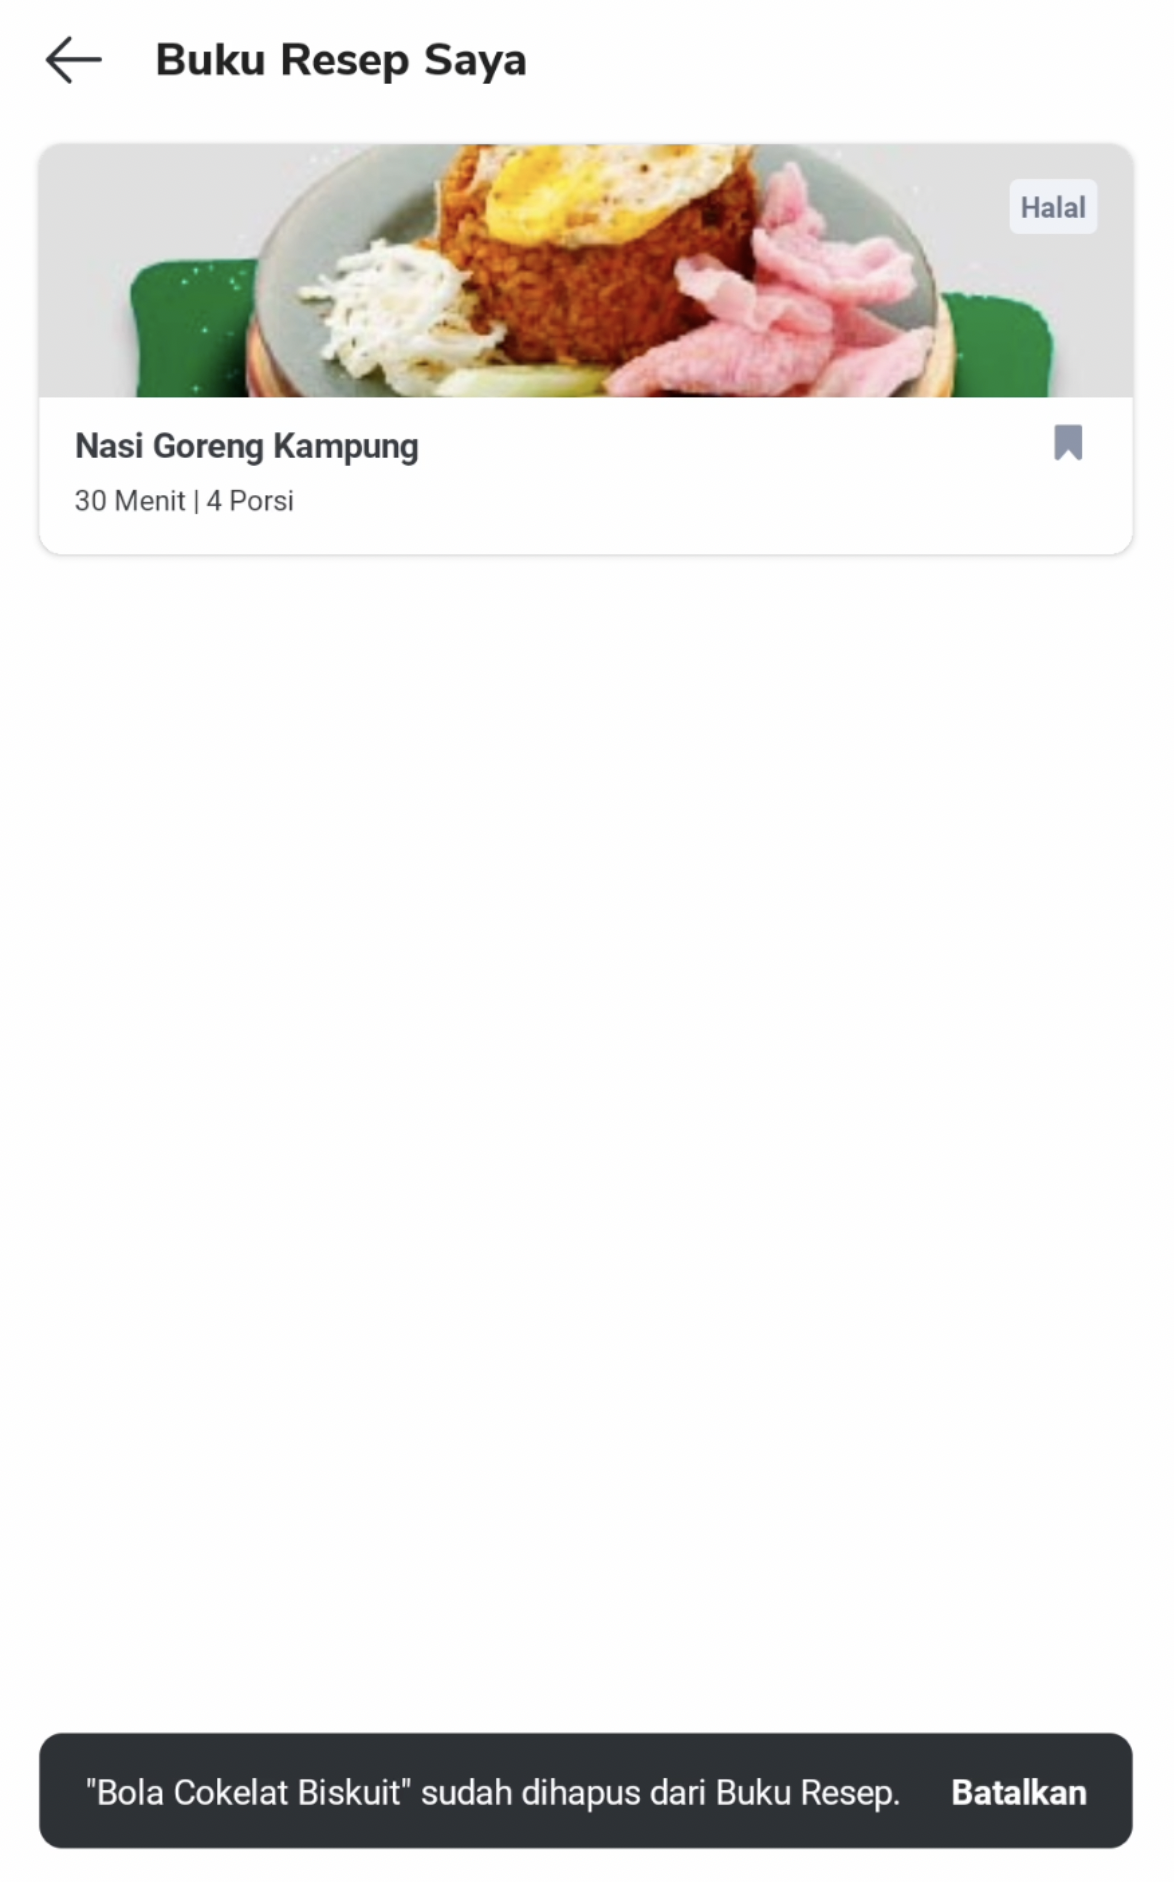 Buku Resep Saya
Halal
Nasi Goreng Kampung
30 Menit | 4 Porsi
"Bola Cokelat Biskuit" sudah dihapus dari Buku Resep. Batalkan